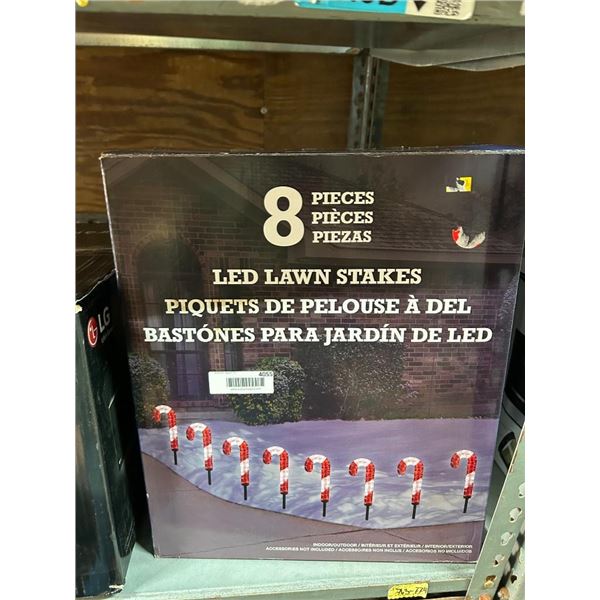 8 PIECES
PIÈCES
PIEZAS
LED LAWN STAKES
PIQUETS DE PELOUSE À DEL
BASTÓNES PARA JARDÍN DE LED
4055
LG
INDOOR/OUTDOOR / INTÉRIEUR ET EXTÉRIEUR / INTERIOR/EXTERIOR
ACCESSORIES NOT INCLUDED / ACCESSOIRES NON INCLUS / ACCESORIOS NO INCLUIDOS